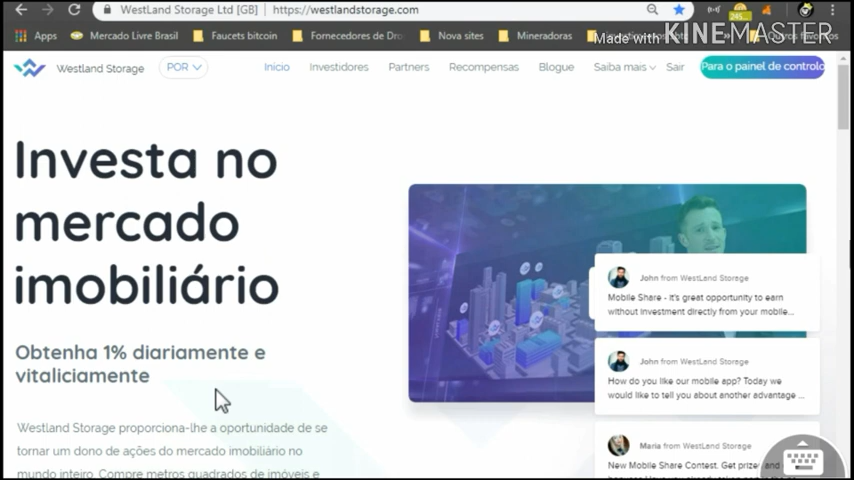 WestLand Storage Ltd [GB]
https://westlandstorage.com
Apps
Mercado Livre Brasil
Faucets bitcoin
Fornecedores de Dro
Nova sites
Mineradoras
Made with KINEMASTER
Westland Storage
POR
Início
Investidores
Partners
Recompensas
Blogue
Saiba mais
Sair
Para o painel de controlo
Investa no
mercado
imobiliário
Obtenha 1% diariamente e
vitaliciamente
Westland Storage proporciona-lhe a oportunidade de se
tornar um dono de ações do mercado imobiliário no
mundo inteiro. Compre metros quadrados de imóveis e
John from WestLand Storage
Mobile Share - it's great opportunity to earn
without investment directly from your mobile...
John from WestLand Storage
How do you like our mobile app? Today we
would like to tell you about another advantage ...
Maria from WestLand Storage
New Mobile Share Contest. Get prizes and